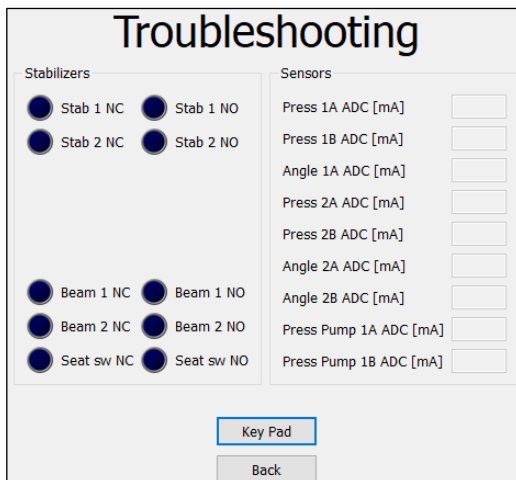 Troubleshooting
Stabilizers
Stab 1 NC
Stab 1 NO
Stab 2 NC
Stab 2 NO
Beam 1 NC
Beam 1 NO
Beam 2 NC
Beam 2 NO
Seat sw NC
Seat sw NO
Sensors
Press 1A ADC [mA]
Press 1B ADC [mA]
Angle 1A ADC [mA]
Press 2A ADC [mA]
Press 2B ADC [mA]
Angle 2A ADC [mA]
Angle 2B ADC [mA]
Press Pump 1A ADC [mA]
Press Pump 1B ADC [mA]
Key Pad
Back